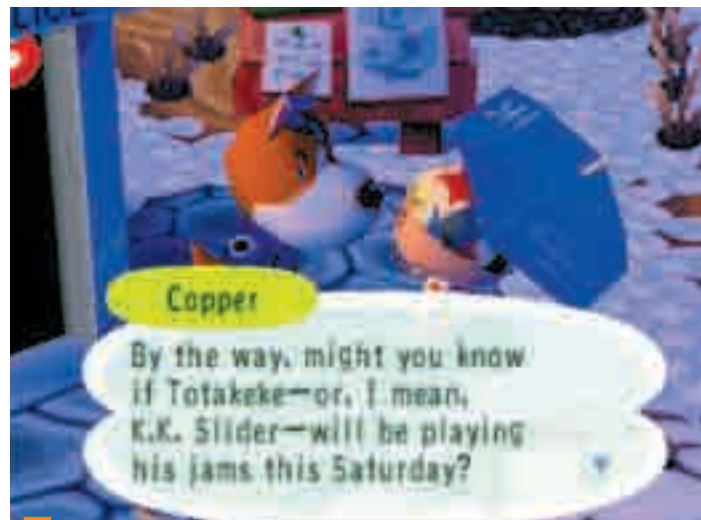 LICE
Copper
By the way, might you know
if Totakeke—or, I mean,
K.K. Slider—will be playing
his jams this Saturday?